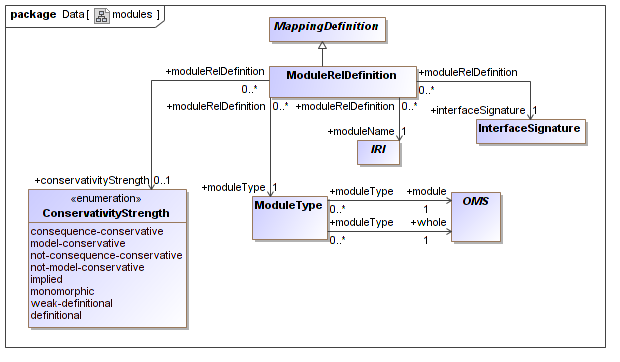 package Data[ modules ]
MappingDefinition
ModuleRelDefinition
+moduleRelDefinition
0..*
+moduleRelDefinition
0..*
+moduleRelDefinition
0..*
+moduleRelDefinition
0..*
+interfaceSignature 1
InterfaceSignature
+moduleName 1
IRI
+conservativityStrength 0..1
+moduleType 1
«enumeration»
ConservativityStrength
consequence-conservative
model-conservative
not-consequence-conservative
not-model-conservative
implied
monomorphic
weak-definitional
definitional
ModuleType
+moduleType +module
0..* 1
+moduleType +whole
0..* 1
OMS